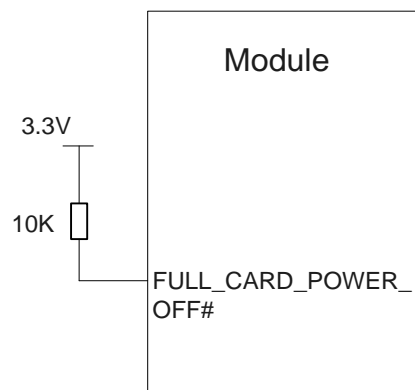 Module
3.3V
10K
FULL_CARD_POWER_
OFF#